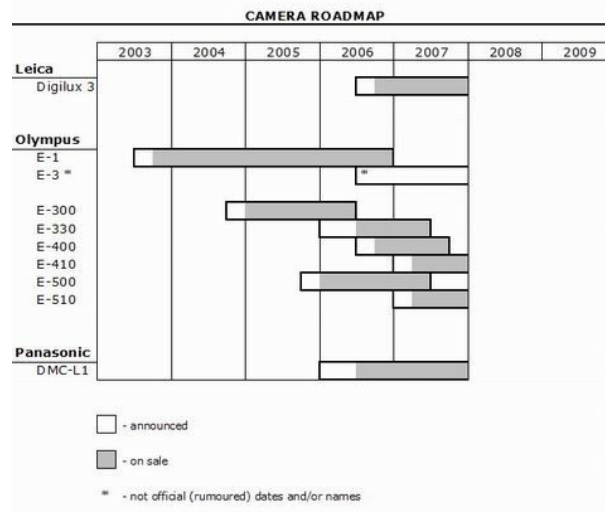 CAMERA ROADMAP
2003 2004 2005 2006 2007 2008 2009
Leica
Digilux 3
Olympus
E-1
E-3 * *
E-300
E-330
E-400
E-410
E-500
E-510
Panasonic
DMC-L1
- announced
- on sale
* - not official (rumoured) dates and/or names